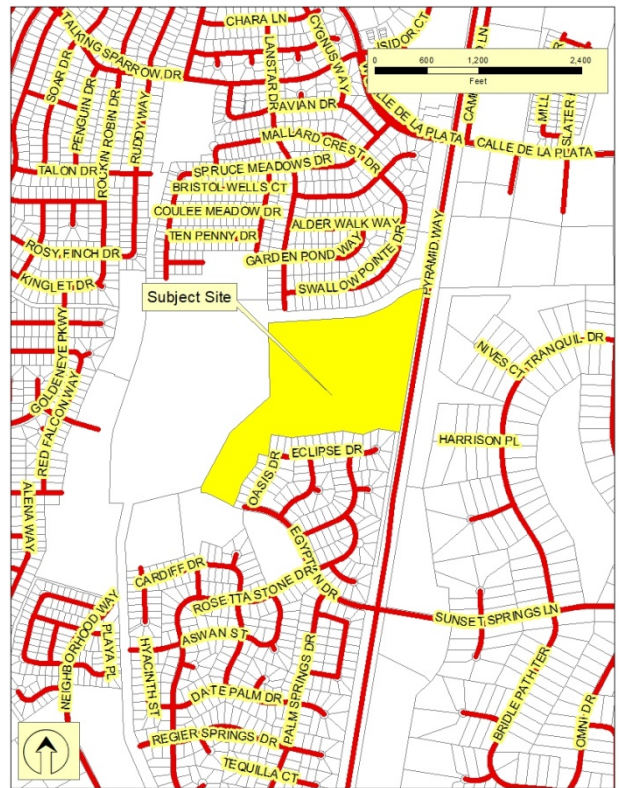 CHARA LN
TALKING SPARROW DR
CYGNUS WAY
ISIDOR CT
LANSTAR DR
SOAR DR
PENGUIN DR
ROCKIN ROBIN DR
RUDDY WAY
AVIAN DR
0 600 1,200 2,400
Feet
CALLE DE LA PLATA
CALLE DE LA PLATA
SLATER
MALLARD CREST DR
SPRUCE MEADOWS DR
TALON DR
BRISTOL WELLS CT
COULEE MEADOW DR
ALDER WALK WAY
TEN PENNY DR
GARDEN POND WAY
ROSY FINCH DR
SWALLOW POINTE DR
PYRAMID WAY
KINGLET DR
Subject Site
GOLDENEYE PKWY
NIVES CT
TRANQUIL DR
RED FALCON WAY
HARRISON PL
ECLIPSE DR
OASIS DR
ALENA WAY
EGYPTIAN DR
CARDIFF DR
ROSETTA STONE DR
NEIGHBORHOOD WAY
PLAYA PL
HYACINTH ST
ASWAN ST
SUNSET SPRINGS LN
PALM SPRINGS DR
DATE PALM DR
BRIDLE PATH TER
OMNI DR
REGIER SPRINGS DR
TEQUILLA CT